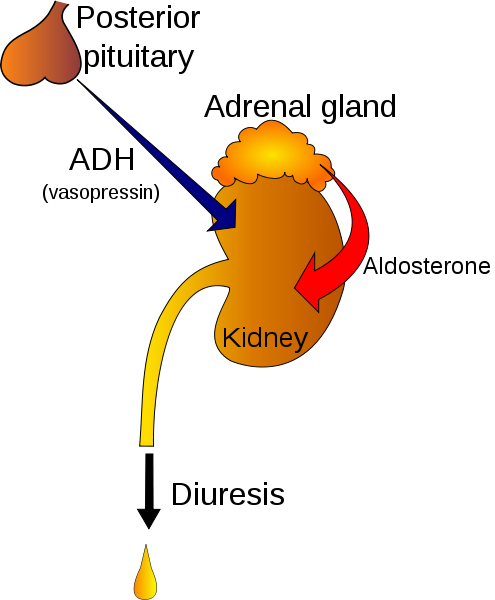 Posterior
pituitary
Adrenal gland
ADH
(vasopressin)
Aldosterone
Kidney
Diuresis